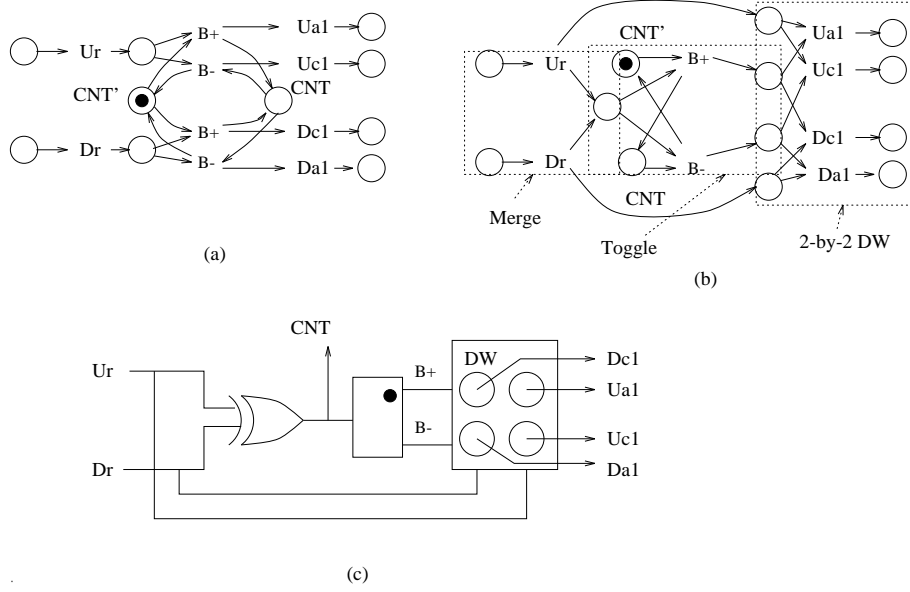 Ur
Dr
CNT'
B+
B-
B+
B-
CNT
Ua1
Uc1
Dc1
Da1
(a)
Ur
Dr
CNT'
CNT
B+
B-
Ua1
Uc1
Dc1
Da1
Merge
Toggle
2-by-2 DW
(b)
CNT
Ur
Dr
B+
B-
DW
Dc1
Ua1
Uc1
Da1
(c)